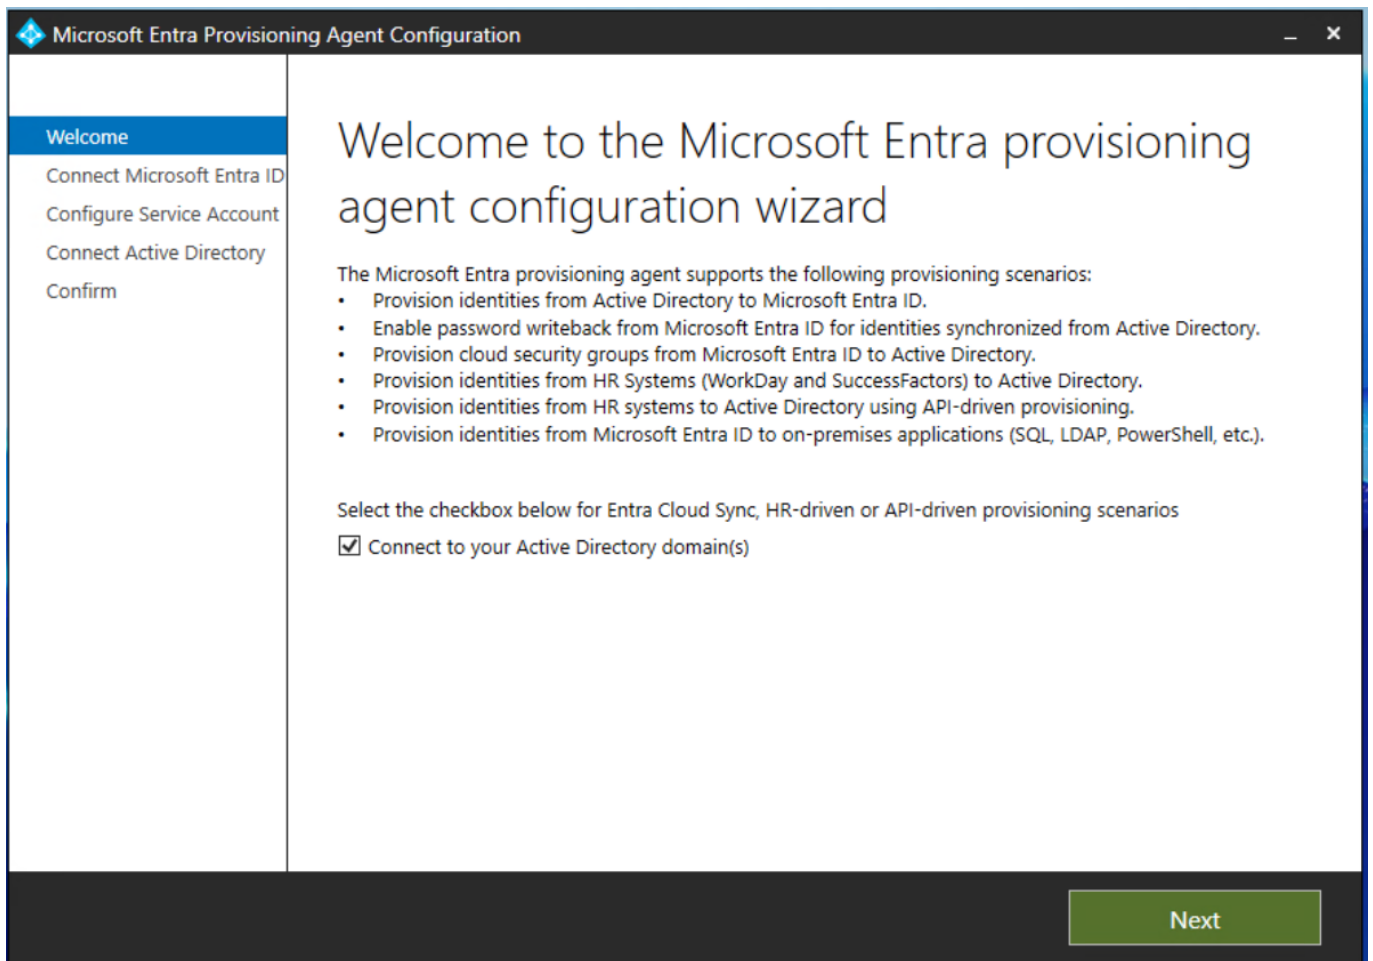 Microsoft Entra Provisioning Agent Configuration
Welcome
Connect Microsoft Entra ID
Configure Service Account
Connect Active Directory
Confirm
Welcome to the Microsoft Entra provisioning
agent configuration wizard
The Microsoft Entra provisioning agent supports the following provisioning scenarios:
• Provision identities from Active Directory to Microsoft Entra ID.
• Enable password writeback from Microsoft Entra ID for identities synchronized from Active Directory.
• Provision cloud security groups from Microsoft Entra ID to Active Directory.
• Provision identities from HR Systems (WorkDay and SuccessFactors) to Active Directory.
• Provision identities from HR systems to Active Directory using API-driven provisioning.
• Provision identities from Microsoft Entra ID to on-premises applications (SQL, LDAP, PowerShell, etc.).
Select the checkbox below for Entra Cloud Sync, HR-driven or API-driven provisioning scenarios
Connect to your Active Directory domain(s)
Next